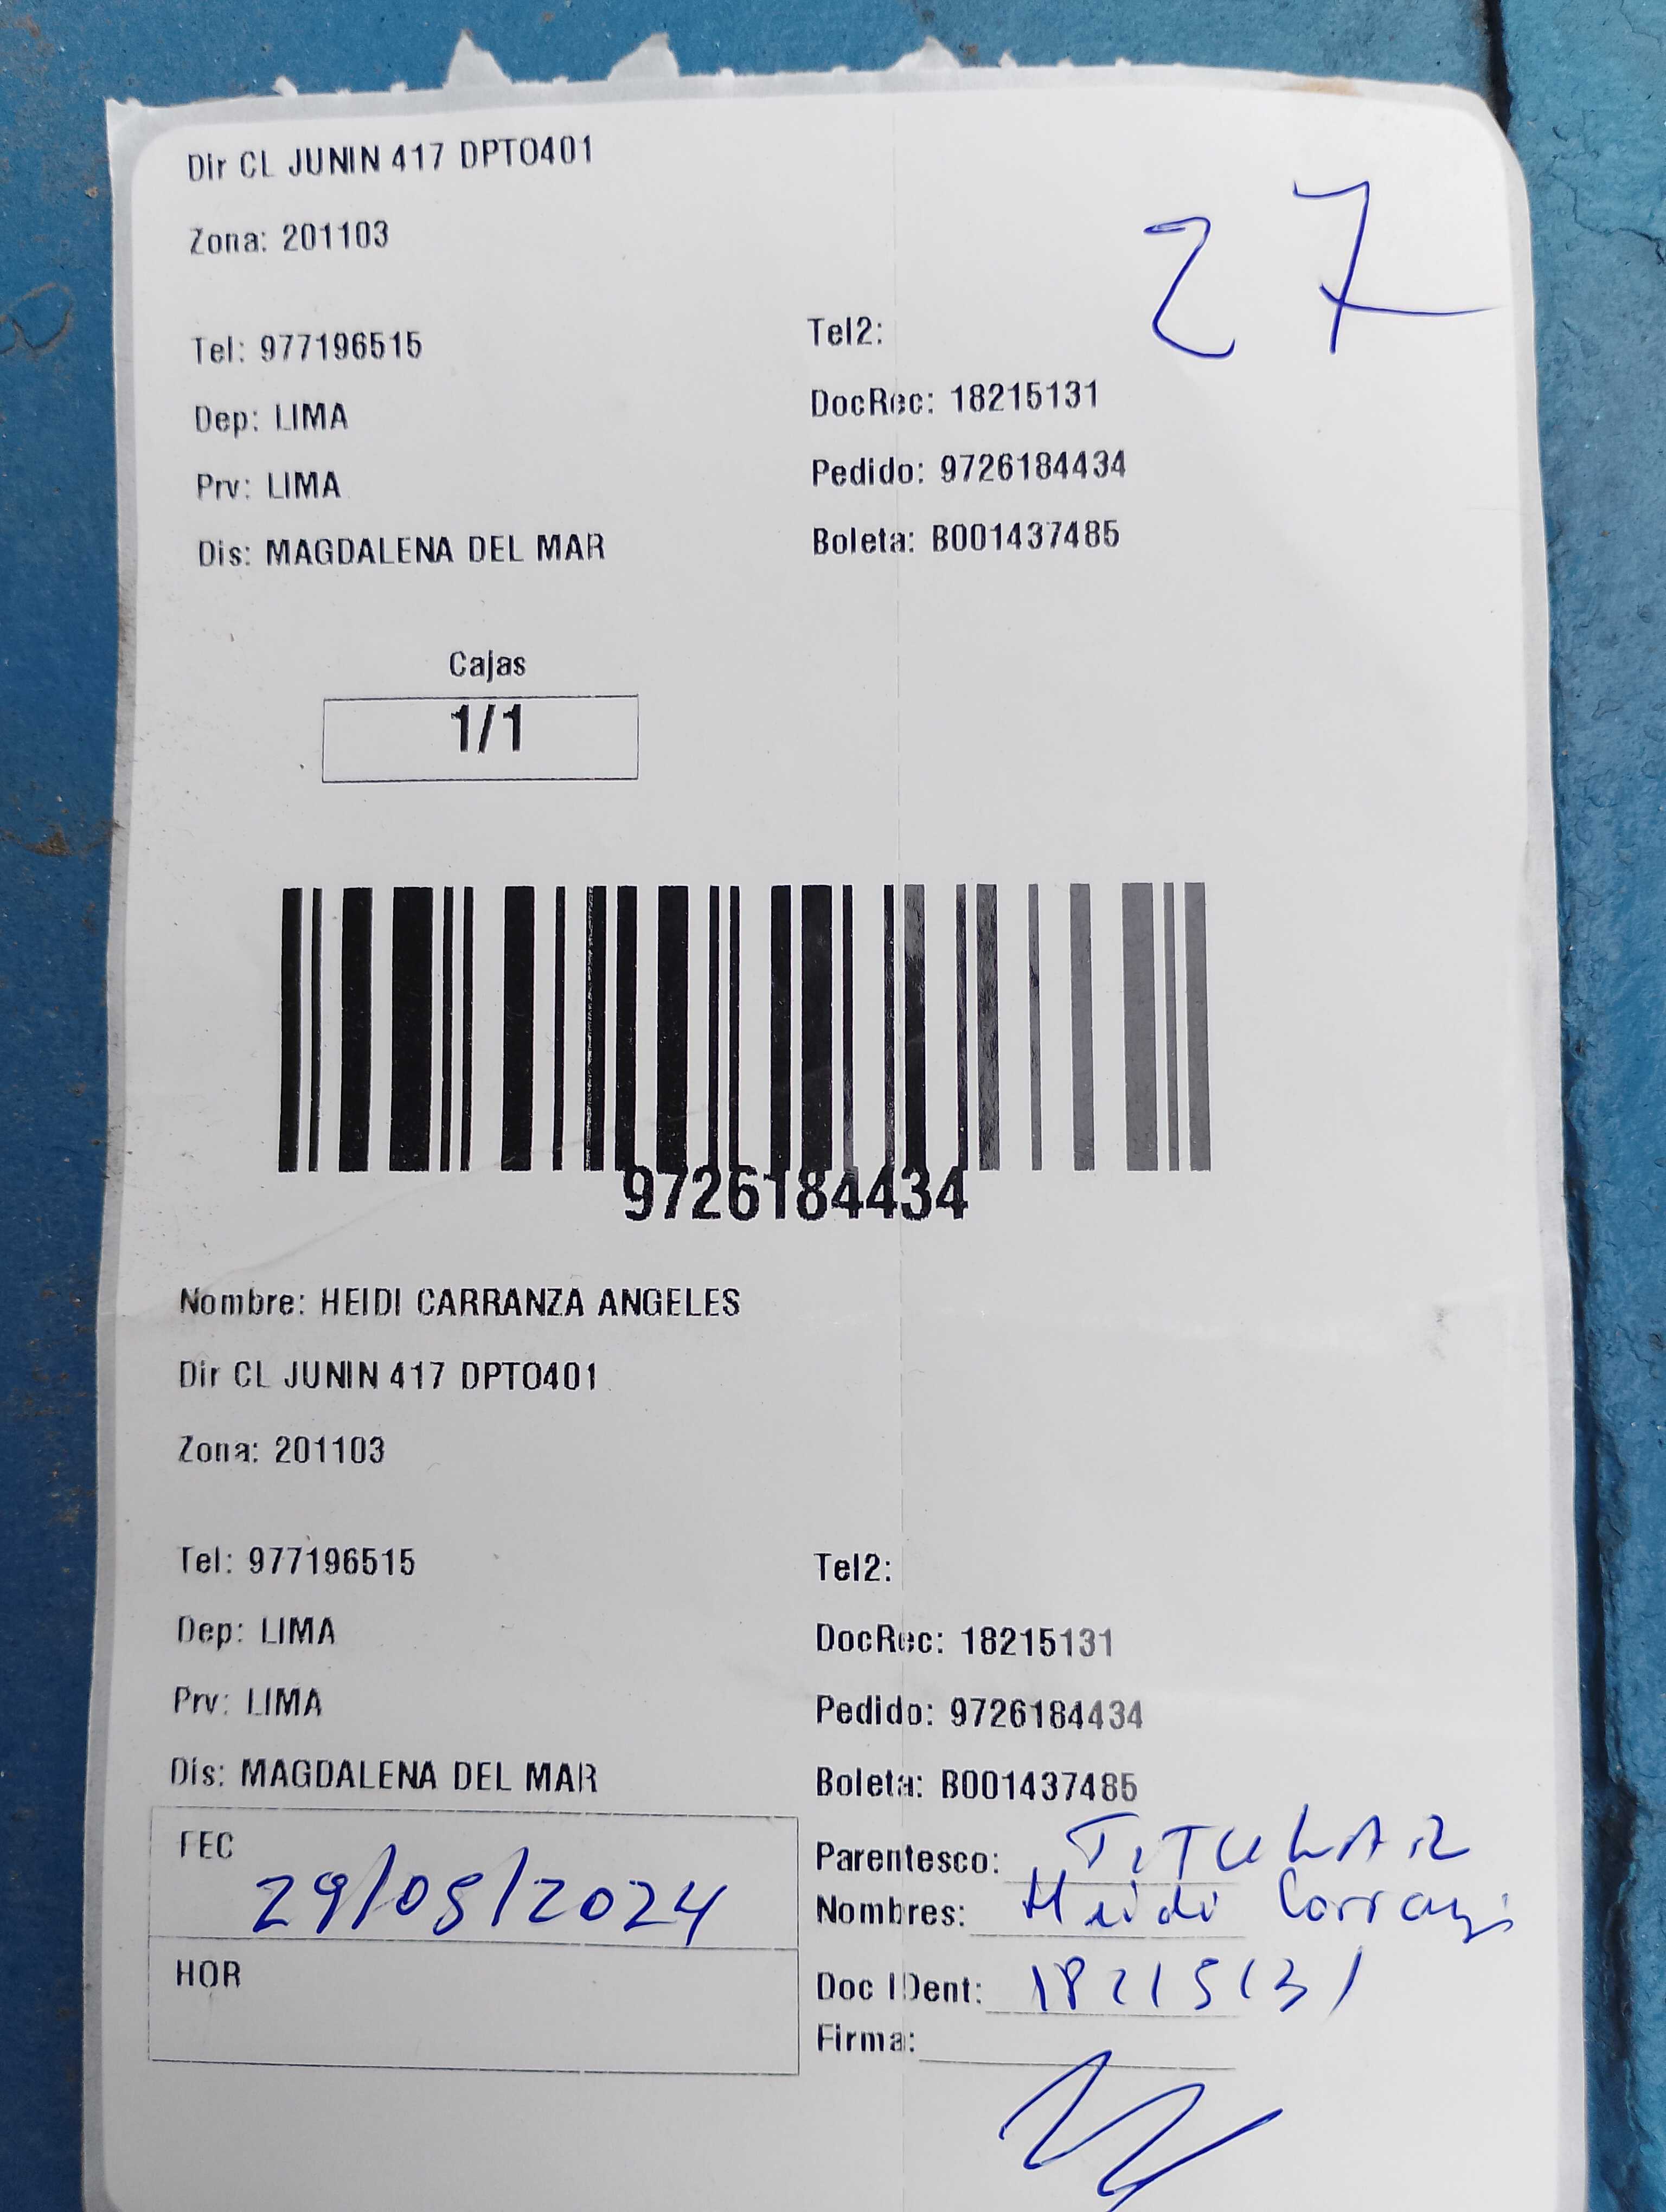 Dir CL JUNIN 417 DPTO401
27
Zona: 201103
Tel: 977196515 Tel2:
Dep: LIMA DocRec: 18215131
Prv: LIMA Pedido: 9726184434
Dis: MAGDALENA DEL MAR Boleta: B001437485
Cajas
1/1
9726184434
Nombre: HEIDI CARRANZA ANGELES
Dir CL JUNIN 417 DPTO401
Zona: 201103
Tel: 977196515 Tel2:
Dep: LIMA DocRec: 18215131
Prv: LIMA Pedido: 9726184434
Dis: MAGDALENA DEL MAR Boleta: B001437485
FEC 29/05/2024
Parentesco: TITULAR
Nombres: Heidi Carranza
HOR
Doc IDent: 18215131
Firma: